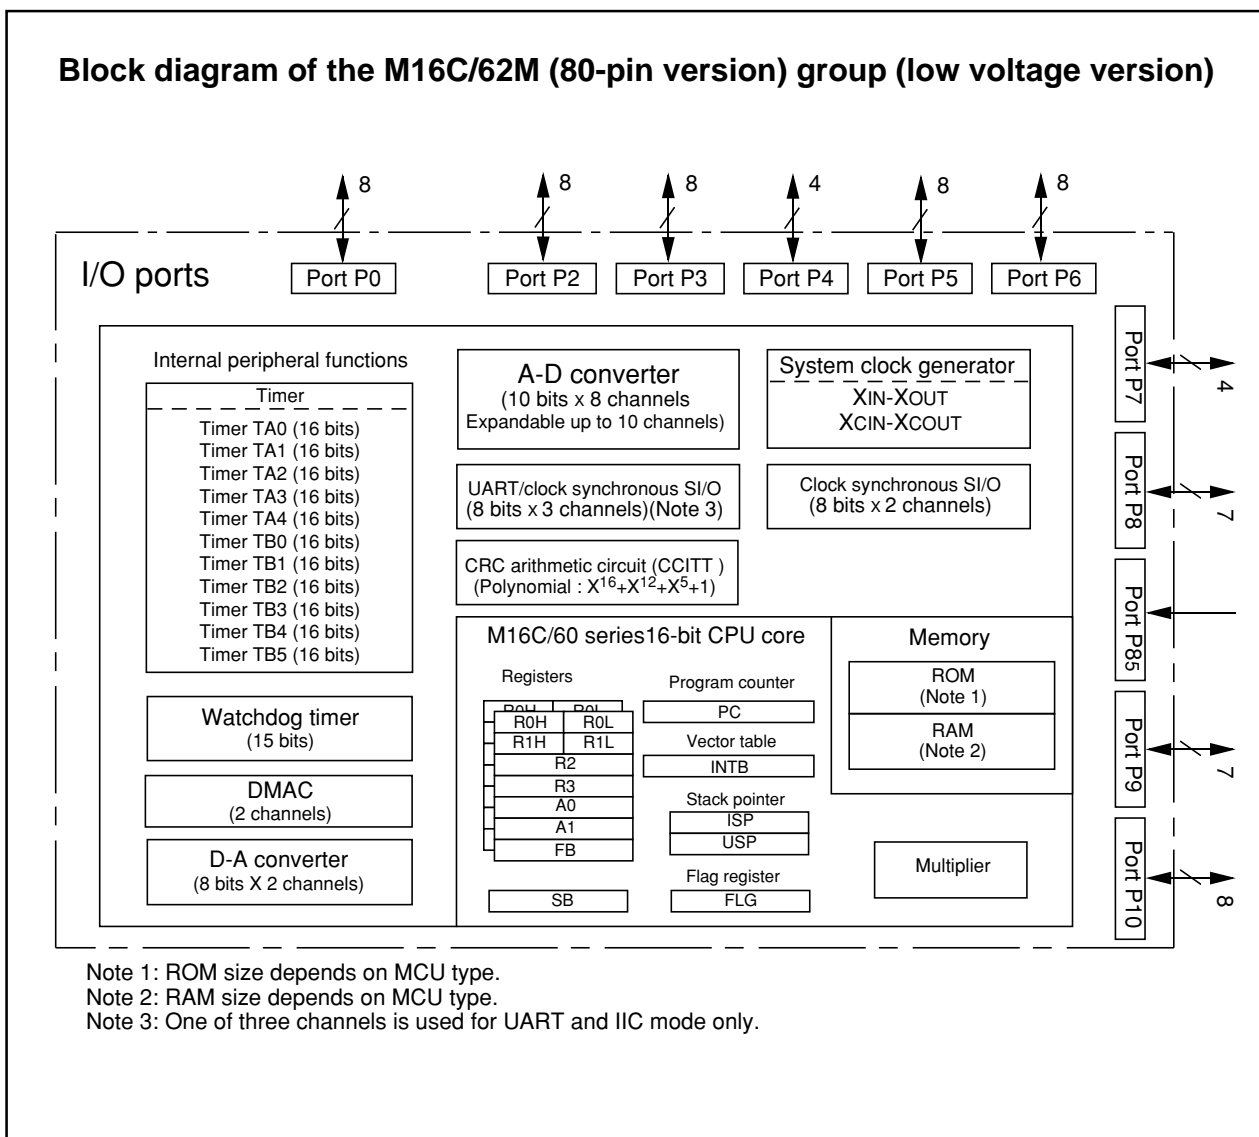 Block diagram of the M16C/62M (80-pin version) group (low voltage version)
8
8
8
4
8
8
I/O ports
Port P0
Port P2
Port P3
Port P4
Port P5
Port P6
Port P7
4
Port P8
7
Port P85
Port P9
7
Port P10
8
Internal peripheral functions
Timer
Timer TA0 (16 bits)
Timer TA1 (16 bits)
Timer TA2 (16 bits)
Timer TA3 (16 bits)
Timer TA4 (16 bits)
Timer TB0 (16 bits)
Timer TB1 (16 bits)
Timer TB2 (16 bits)
Timer TB3 (16 bits)
Timer TB4 (16 bits)
Timer TB5 (16 bits)
Watchdog timer
(15 bits)
DMAC
(2 channels)
D-A converter
(8 bits X 2 channels)
A-D converter
(10 bits x 8 channels
Expandable up to 10 channels)
UART/clock synchronous SI/O
(8 bits x 3 channels)(Note 3)
CRC arithmetic circuit (CCITT )
(Polynomial : X16+X12+X5+1)
System clock generator
XIN-XOUT
XCIN-XCOUT
Clock synchronous SI/O
(8 bits x 2 channels)
M16C/60 series16-bit CPU core
Registers
R0H R0L
R0H R0L
R1H R1L
R2
R3
A0
A1
FB
SB
Program counter
PC
Vector table
INTB
Stack pointer
ISP
USP
Flag register
FLG
Memory
ROM
(Note 1)
RAM
(Note 2)
Multiplier
Note 1: ROM size depends on MCU type.
Note 2: RAM size depends on MCU type.
Note 3: One of three channels is used for UART and IIC mode only.